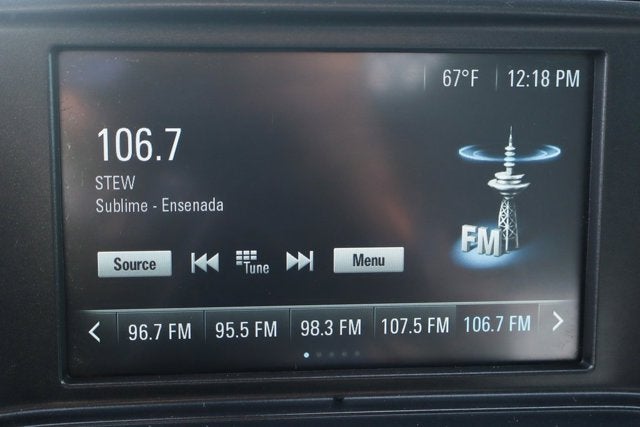 67°F 12:18 PM
106.7
STEW
Sublime - Ensenada
FM
Source Tune Menu
96.7 FM 95.5 FM 98.3 FM 107.5 FM 106.7 FM